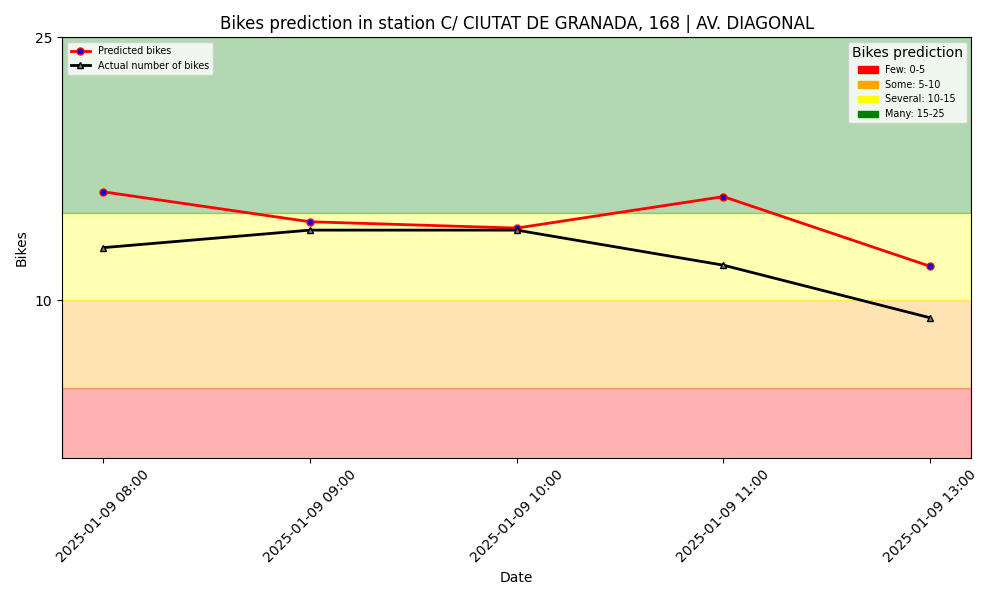 Bikes prediction in station C/ CIUTAT DE GRANADA, 168 | AV. DIAGONAL
25
10
Bikes
Predicted bikes
Actual number of bikes
Bikes prediction
Few: 0-5
Some: 5-10
Several: 10-15
Many: 15-25
2025-01-09 08:00
2025-01-09 09:00
2025-01-09 10:00
2025-01-09 11:00
2025-01-09 13:00
Date